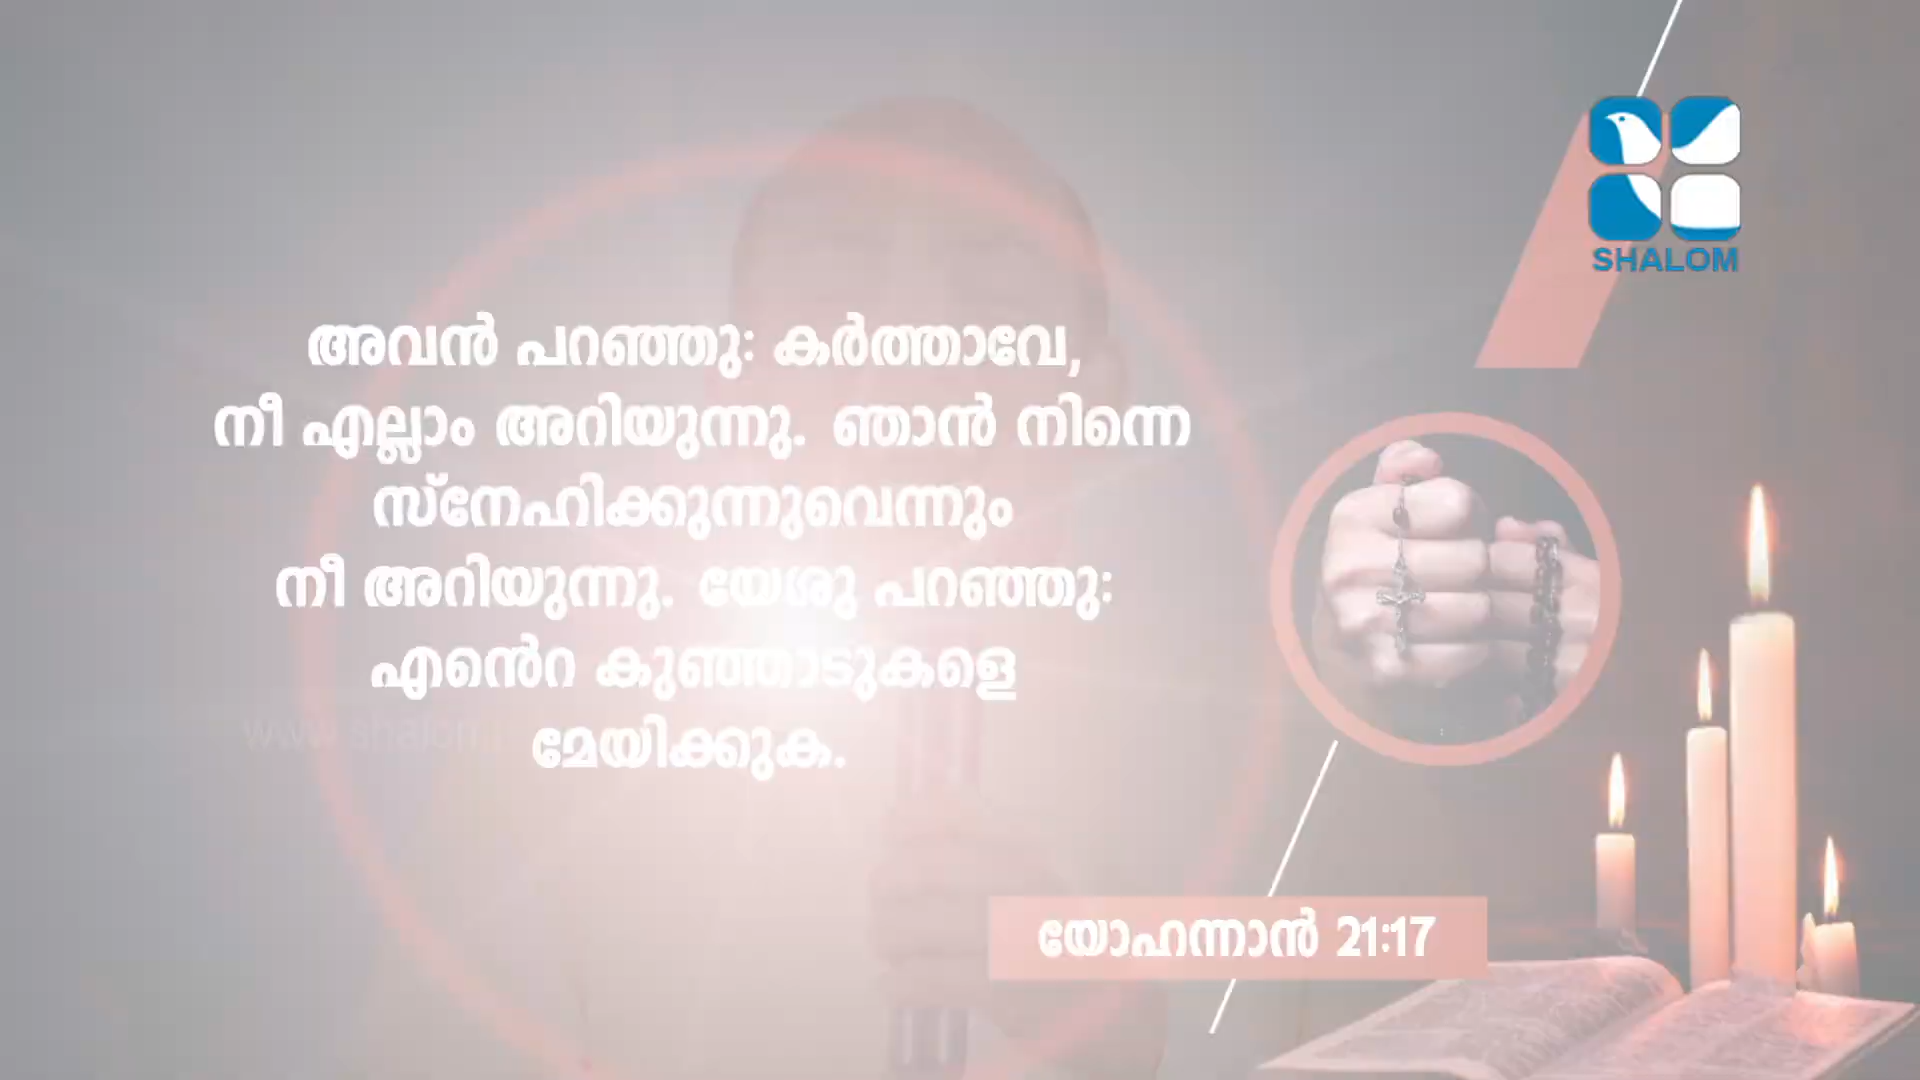 SHALOM
അവൻ പറഞ്ഞു: കർത്താവേ,
നീ എല്ലാം അറിയുന്നു. ഞാൻ നിന്നെ
സ്നേഹിക്കുന്നുവെന്നും
നീ അറിയുന്നു. യേശു പറഞ്ഞു:
എൻെറ കുഞ്ഞാടുകളെ
മേയിക്കുക.
യോഹന്നാൻ 21:17